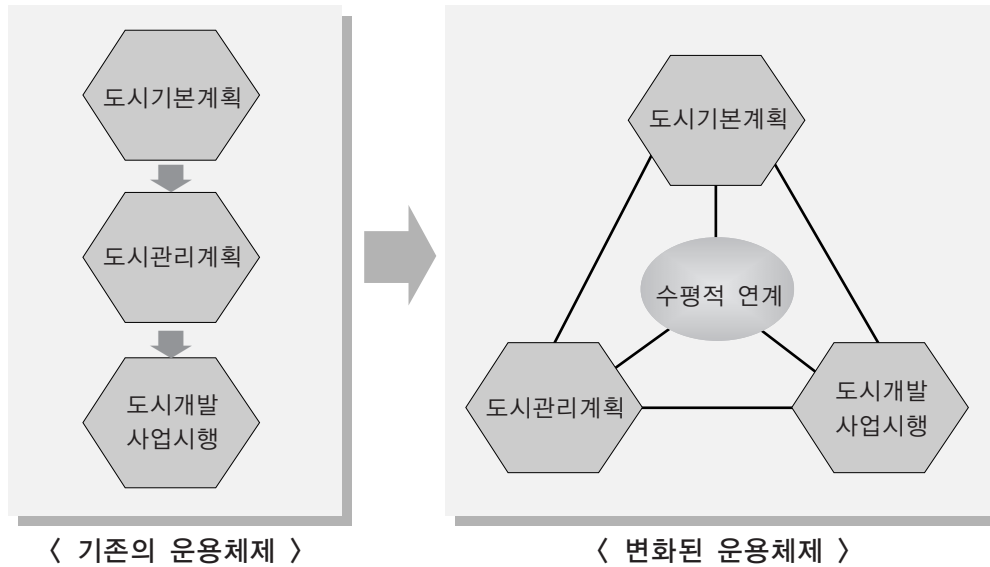 도시기본계획
도시관리계획
도시개발
사업시행
〈 기존의 운용체제 〉
도시기본계획
수평적 연계
도시관리계획
도시개발
사업시행
〈 변화된 운용체제 〉